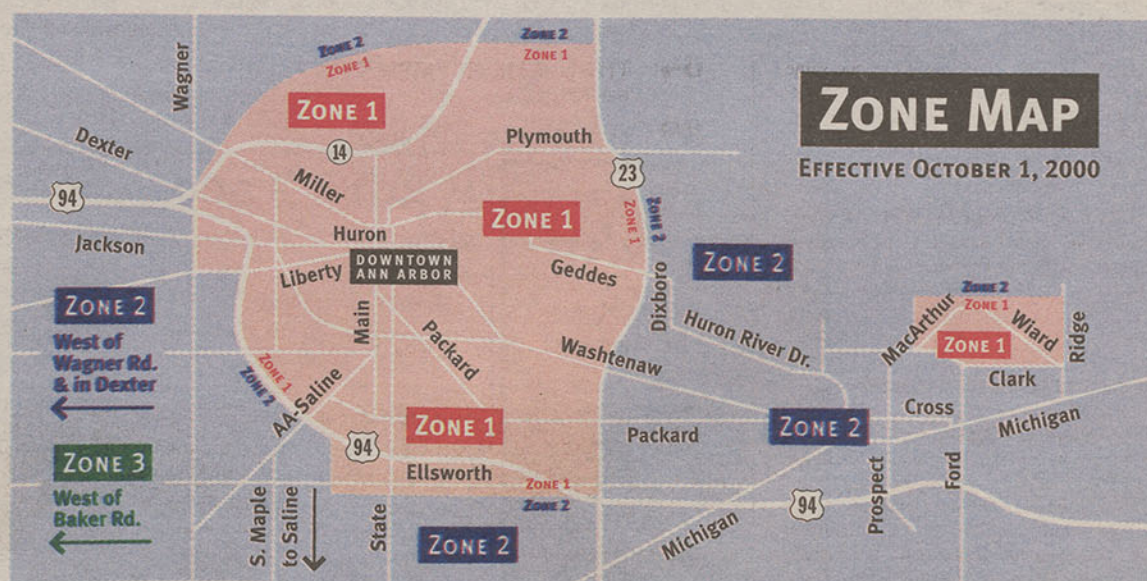 ZONE MAP
EFFECTIVE OCTOBER 1, 2000
ZONE 2
ZONE 1
ZONE 2
ZONE 1
Wagner
ZONE 1
14
Plymouth
Dexter
Miller
23
94
ZONE 1
ZONE 2
ZONE 1
Jackson
Huron
DOWNTOWN
ANN ARBOR
Liberty
Geddes
Dixboro
ZONE 2
ZONE 2
West of
Wagner Rd.
& in Dexter
Main
Packard
Washtenaw
Huron River Dr.
ZONE 2
ZONE 1
MacArthur
Wiard
Ridge
ZONE 1
Clark
ZONE 1
ZONE 2
AA-Saline
ZONE 1
94
Packard
ZONE 2
Cross
Michigan
ZONE 3
West of
Baker Rd.
Ellsworth
ZONE 1
ZONE 2
S. Maple
to Saline
State
ZONE 2
Michigan
94
Prospect
Ford